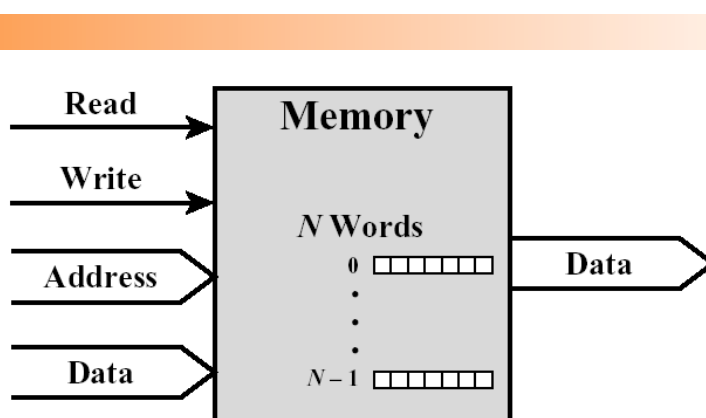 Read
Memory
Write
N Words
0
Address
Data
Data
N – 1